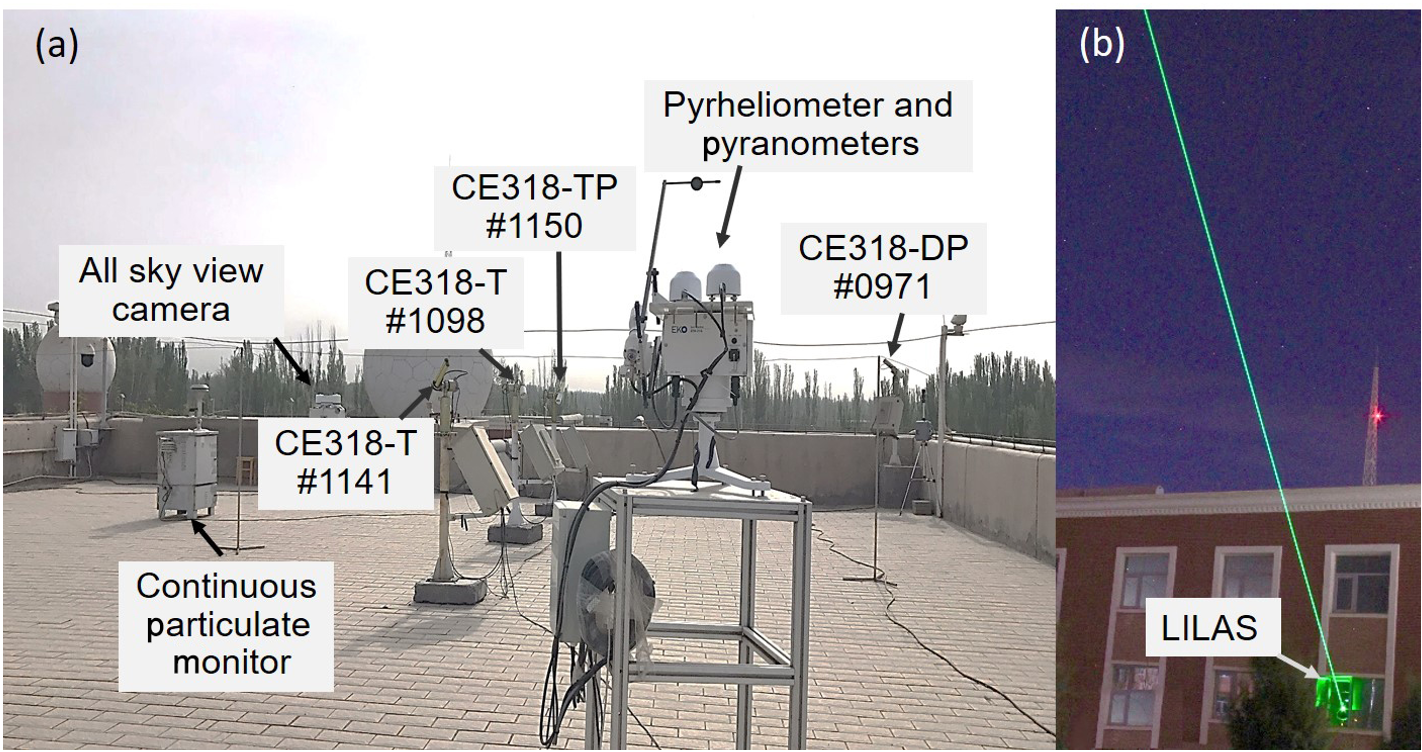 (a)
(b)
Pyrheliometer and
pyranometers
CE318-TP
#1150
CE318-DP
#0971
All sky view
camera
CE318-T
#1098
EKO
CE318-T
#1141
Continuous
particulate
monitor
LILAS